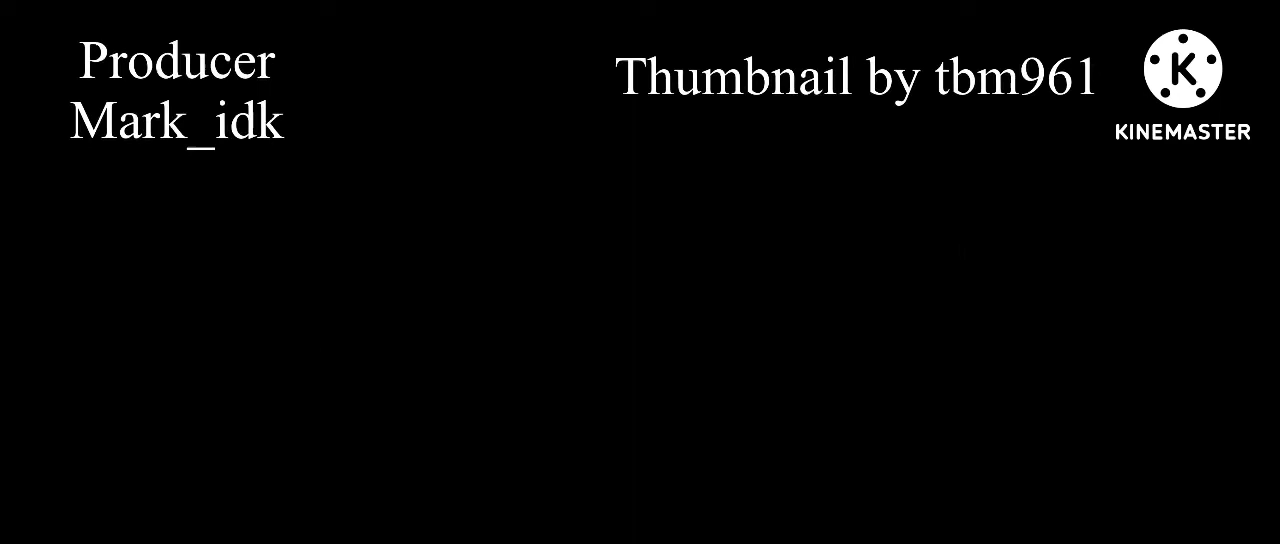 Producer
Mark_idk
Thumbnail by tbm961
K
KINEMASTER